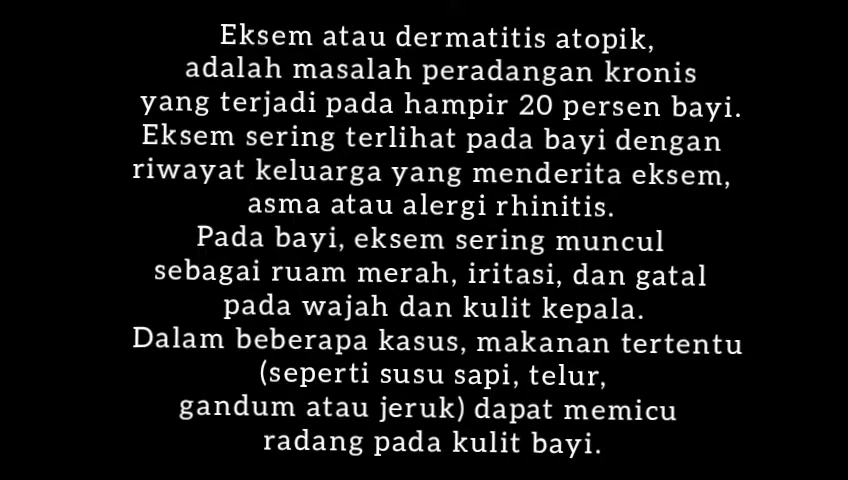 Eksem atau dermatitis atopik,
adalah masalah peradangan kronis
yang terjadi pada hampir 20 persen bayi.
Eksem sering terlihat pada bayi dengan
riwayat keluarga yang menderita eksem,
asma atau alergi rhinitis.
Pada bayi, eksem sering muncul
sebagai ruam merah, iritasi, dan gatal
pada wajah dan kulit kepala.
Dalam beberapa kasus, makanan tertentu
(seperti susu sapi, telur,
gandum atau jeruk) dapat memicu
radang pada kulit bayi.